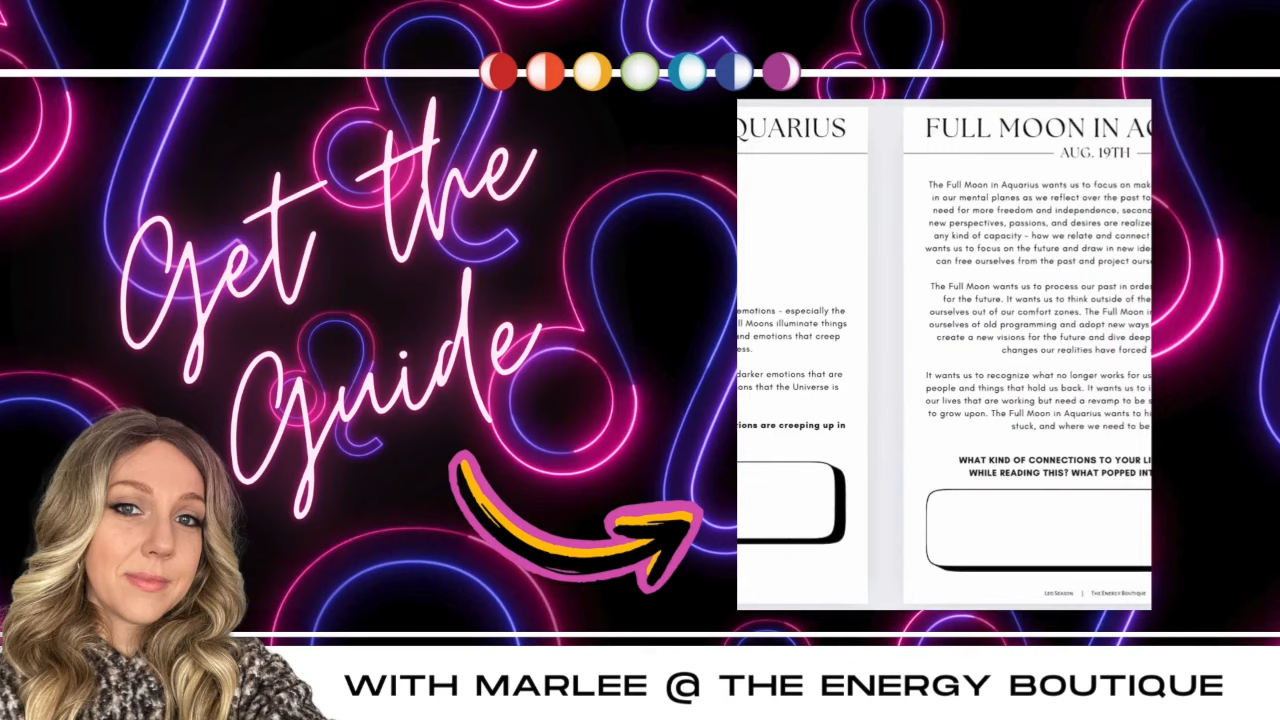 Get the
Guide
QUARIUS
emotions - especially the
ll Moons illuminate things
and emotions that creep
ess.
darker emotions that are
ons that the Universe is
ions are creeping up in
FULL MOON IN AQ
AUG. 19TH
The Full Moon in Aquarius wants us to focus on mak
in our mental planes as we reflect over the past to
need for more freedom and independence, second
new perspectives, passions, and desires are realize
any kind of capacity - how we relate and connect
wants us to focus on the future and draw in new ide
can free ourselves from the past and project ourse
The Full Moon wants us to process our past in order
for the future. It wants us to think outside of the
ourselves out of our comfort zones. The Full Moon in
ourselves of old programming and adopt new ways
create a new visions for the future and dive deep
changes our realities have forced
It wants us to recognize what no longer works for us
people and things that hold us back. It wants us to i
our lives that are working but need a revamp to be s
to grow upon. The Full Moon in Aquarius wants to hi
stuck, and where we need to be
WHAT KIND OF CONNECTIONS TO YOUR LI
WHILE READING THIS? WHAT POPPED INT
Leo Season | The Energy Boutique
WITH MARLEE @ THE ENERGY BOUTIQUE